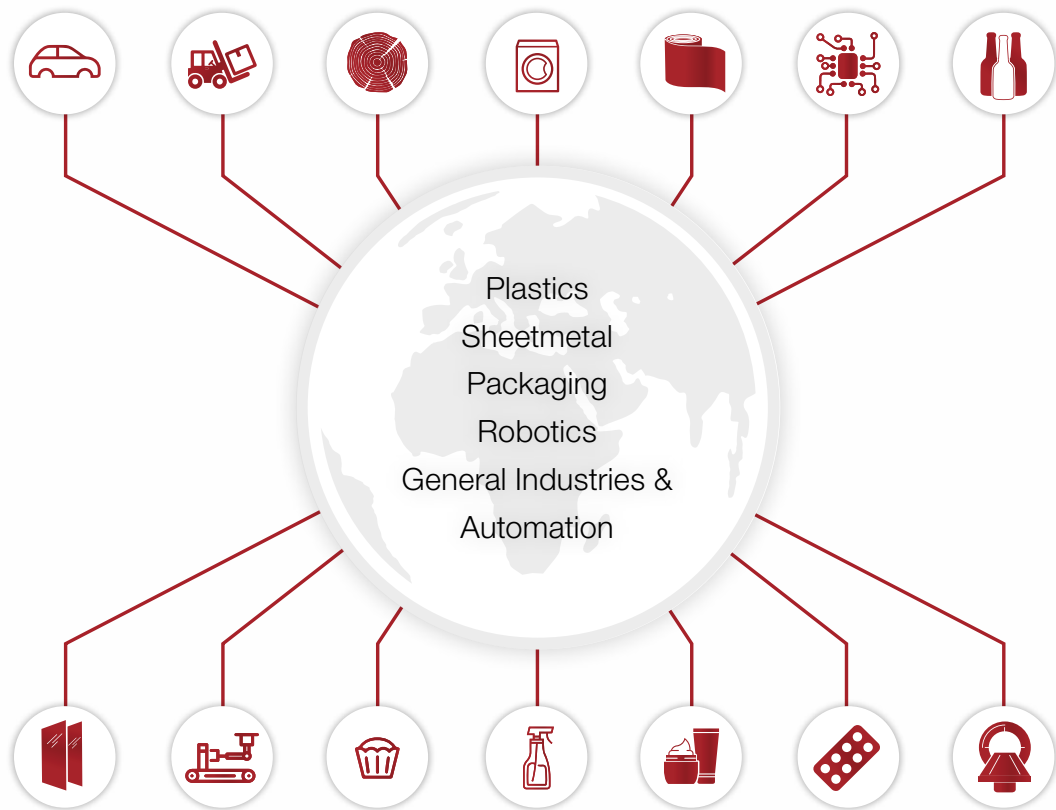 Plastics
Sheetmetal
Packaging
Robotics
General Industries &
Automation